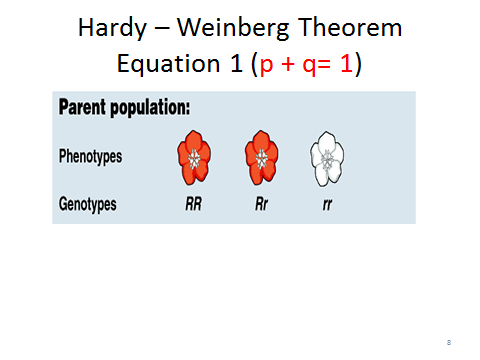 Hardy – Weinberg Theorem
Equation 1 (p + q= 1)
Parent population:
Phenotypes
Genotypes RR Rr rr
8